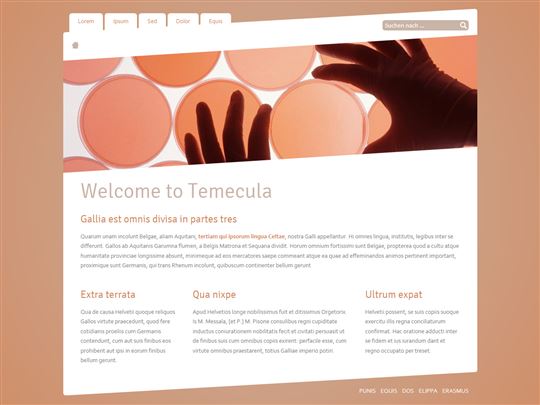 Lorem Ipsum Sed Dolor Equis
Suchen nach ...
Welcome to Temecula
Gallia est omnis divisa in partes tres
Quarum unam incolunt Belgae, aliam Aquitani, tertiam qui ipsorum lingua Celtae, nostra Galli appellantur. Hi omnes lingua, institutis, legibus inter se
differunt. Gallos ab Aquitanis Garumna flumen, a Belgis Matrona et Sequana dividit. Horum omnium fortissimi sunt Belgae, propterea quod a cultu atque
humanitate provinciae longissime absunt, minimeque ad eos mercatores saepe commeant atque ea quae ad effeminandos animos pertinent important,
proximique sunt Germanis, qui trans Rhenum incolunt, quibuscum continenter bellum gerunt
Extra terrata
Cua de causa Helvetii quoque reliquos
Gallos virtute praecedunt, quod fere
cotidianis proeliis cum Germanis
contendunt, cum aut suis finibus eos
prohibent aut ipsi in eorum finibus
bellum gerunt.
Qua nixpe
Apud Helvetios longe nobilissimus fuit et ditissimus Orgetorix.
Is M. Messala, [et P.] M. Pisone consulibus regni cupiditate
inductus coniurationem nobilitatis fecit et civitati persuasit ut
de finibus suis cum omnibus copiis exirent: perfacile esse, cum
virtute omnibus praestarent, totius Galliae imperio potiri.
Ultrum expat
Helvetii possent, se suis copiis suoque
exercitu illis regna conciliaturum
confirmat. Hac oratione adducti inter
se fidem et ius iurandum dant et
regno occupato per treset
PUNIS EQUIS DOS ELIPPA ERASMUS